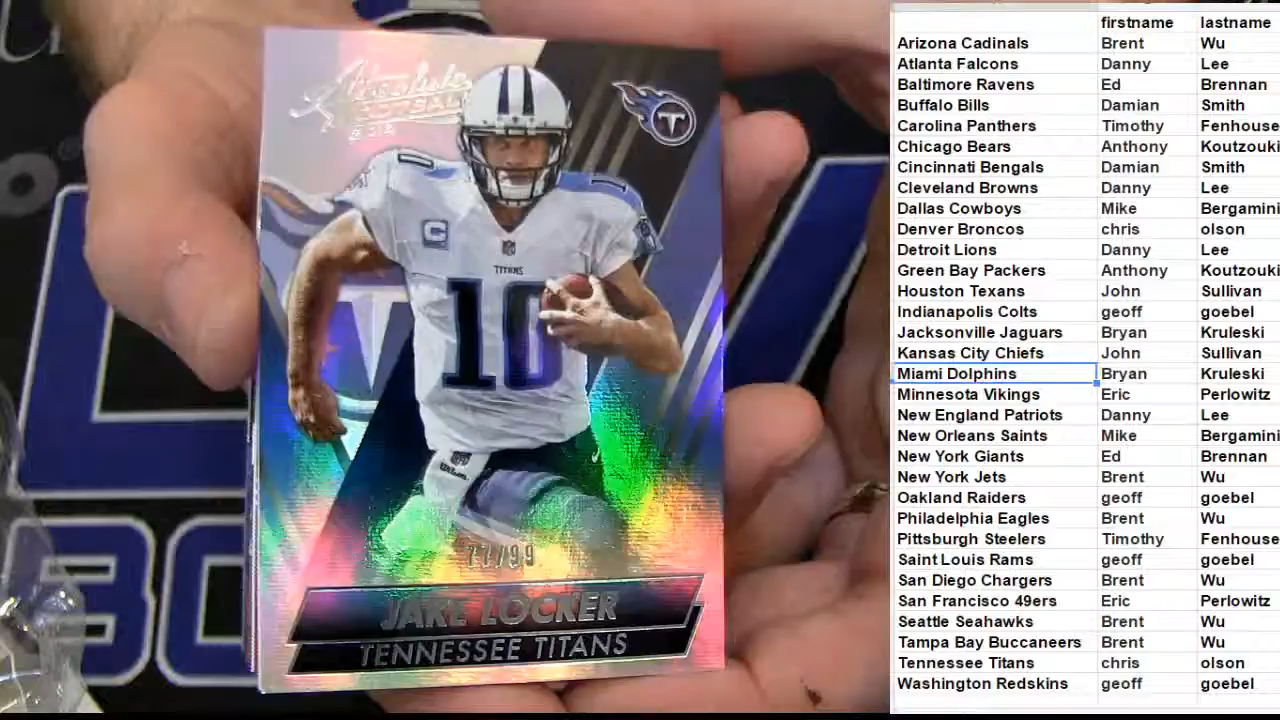 Absolute
FOOTBALL
T
10
1
C
NFL
TITANS
10
77/99
JAKE LOCKER
TENNESSEE TITANS
firstname lastname
Arizona Cadinals Brent Wu
Atlanta Falcons Danny Lee
Baltimore Ravens Ed Brennan
Buffalo Bills Damian Smith
Carolina Panthers Timothy Fenhouse
Chicago Bears Anthony Koutzouki
Cincinnati Bengals Damian Smith
Cleveland Browns Danny Lee
Dallas Cowboys Mike Bergamini
Denver Broncos chris olson
Detroit Lions Danny Lee
Green Bay Packers Anthony Koutzouki
Houston Texans John Sullivan
Indianapolis Colts geoff goebel
Jacksonville Jaguars Bryan Kruleski
Kansas City Chiefs John Sullivan
Miami Dolphins Bryan Kruleski
Minnesota Vikings Eric Perlowitz
New England Patriots Danny Lee
New Orleans Saints Mike Bergamini
New York Giants Ed Brennan
New York Jets Brent Wu
Oakland Raiders geoff goebel
Philadelphia Eagles Brent Wu
Pittsburgh Steelers Timothy Fenhouse
Saint Louis Rams geoff goebel
San Diego Chargers Brent Wu
San Francisco 49ers Eric Perlowitz
Seattle Seahawks Brent Wu
Tampa Bay Buccaneers Brent Wu
Tennessee Titans chris olson
Washington Redskins geoff goebel